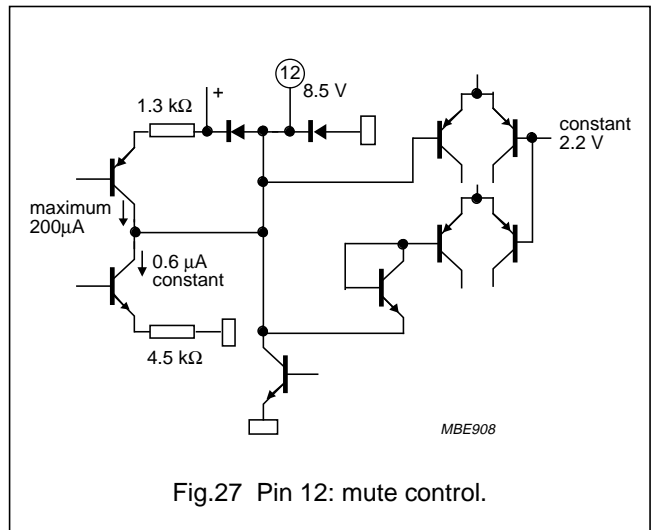 12
+
8.5 V
1.3 kΩ
constant
2.2 V
maximum
200μA
0.6 μA
constant
4.5 kΩ
MBE908
Fig.27 Pin 12: mute control.